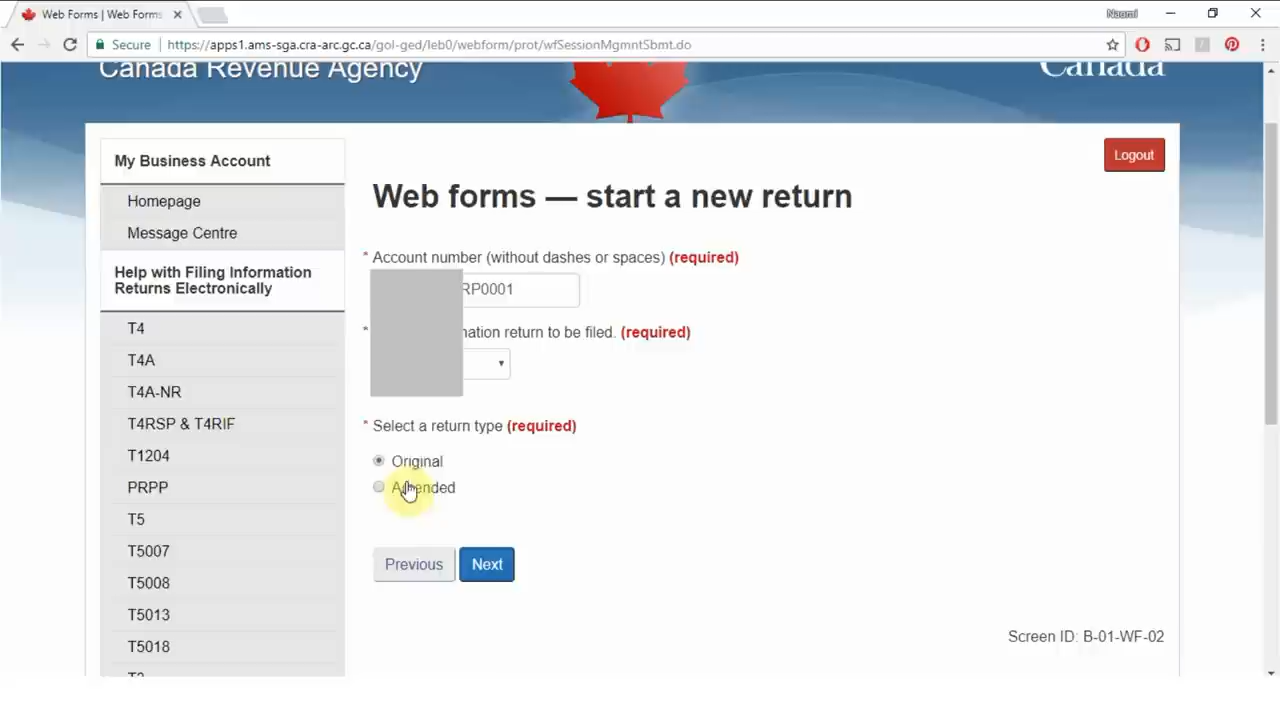 Web Forms | Web Forms
Naomi
Secure https://apps1.ams-sga.cra-arc.gc.ca/gol-ged/leb0/webform/prot/wfSessionMgmntSbmt.do
Canada Revenue Agency
Canada
My Business Account
Homepage
Message Centre
Help with Filing Information
Returns Electronically
T4
T4A
T4A-NR
T4RSP & T4RIF
T1204
PRPP
T5
T5007
T5008
T5013
T5018
Logout
Web forms — start a new return
* Account number (without dashes or spaces) (required)
RP0001
* return to be filed. (required)
* Select a return type (required)
Original
Amended
Previous Next
Screen ID: B-01-WF-02